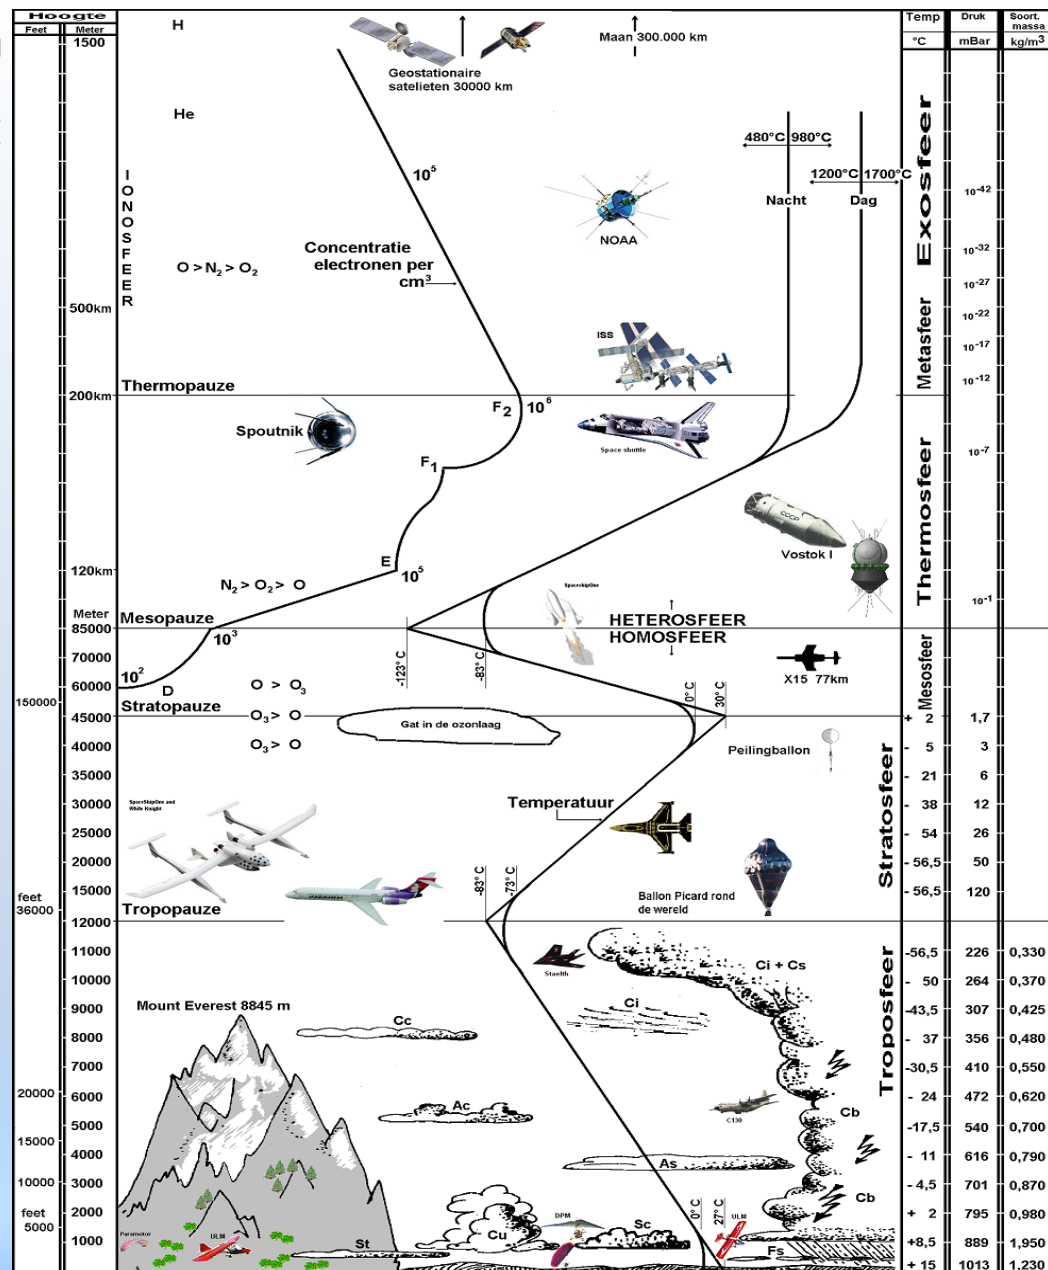 Hoogte
Feet Meter
Temp Druk Soort. massa
°C mBar kg/m³
1500
H
Geostationaire
satelieten 30000 km
Maan 300.000 km
He
I
O
N
O
S
F
E
E
R
10⁵
480°C 980°C
1200°C 1700°C
Nacht Dag
NOAA
Concentratie
electronen per
cm³
O > N₂ > O₂
Exosfeer
10⁻⁴²
10⁻³²
10⁻²⁷
10⁻²²
10⁻¹⁷
10⁻¹²
500km
ISS
Metasfeer
Thermopauze
200km
F₂ 10⁶
Spoutnik
Space shuttle
F₁
10⁻⁷
CCCP
Vostok I
Thermosfeer
E
10⁵
120km
N₂ > O₂ > O
SpaceshipOne
10⁻¹
Meter
Mesopauze
85000
10³
HETEROSFEER
HOMOSFEER
70000
-123° C
-83° C
X15 77km
Mesosfeer
10²
60000
D
O > O₃
0° C
30° C
150000
Stratopauze
45000
O₃ > O
Gat in de ozonlaag
+ 2 1,7
40000
O₃ > O
Peilingballon
- 5 3
35000
- 21 6
30000
SpaceShipOne and
White Knight
Temperatuur
- 38 12
25000
- 54 26
Stratosfeer
20000
-56,5 50
15000
-83° C
-73° C
Ballon Picard rond
de wereld
-56,5 120
feet
36000
Tropopauze
12000
11000
Staelth
Ci + Cs
-56,5 226 0,330
10000
- 50 264 0,370
9000
Mount Everest 8845 m
Ci
-43,5 307 0,425
8000
Cc
- 37 356 0,480
7000
-30,5 410 0,550
Troposfeer
20000
6000
Ac
C130
Cb
- 24 472 0,620
5000
-17,5 540 0,700
15000
4000
As
- 11 616 0,790
10000
3000
Cb
-4,5 701 0,870
feet
2000
0° C
27° C
DPM
ULM
+ 2 795 0,980
5000
1000
Paramotor
ULM
St
Cu
Sc
Fs
+8,5 889 1,950
+ 15 1013 1,230